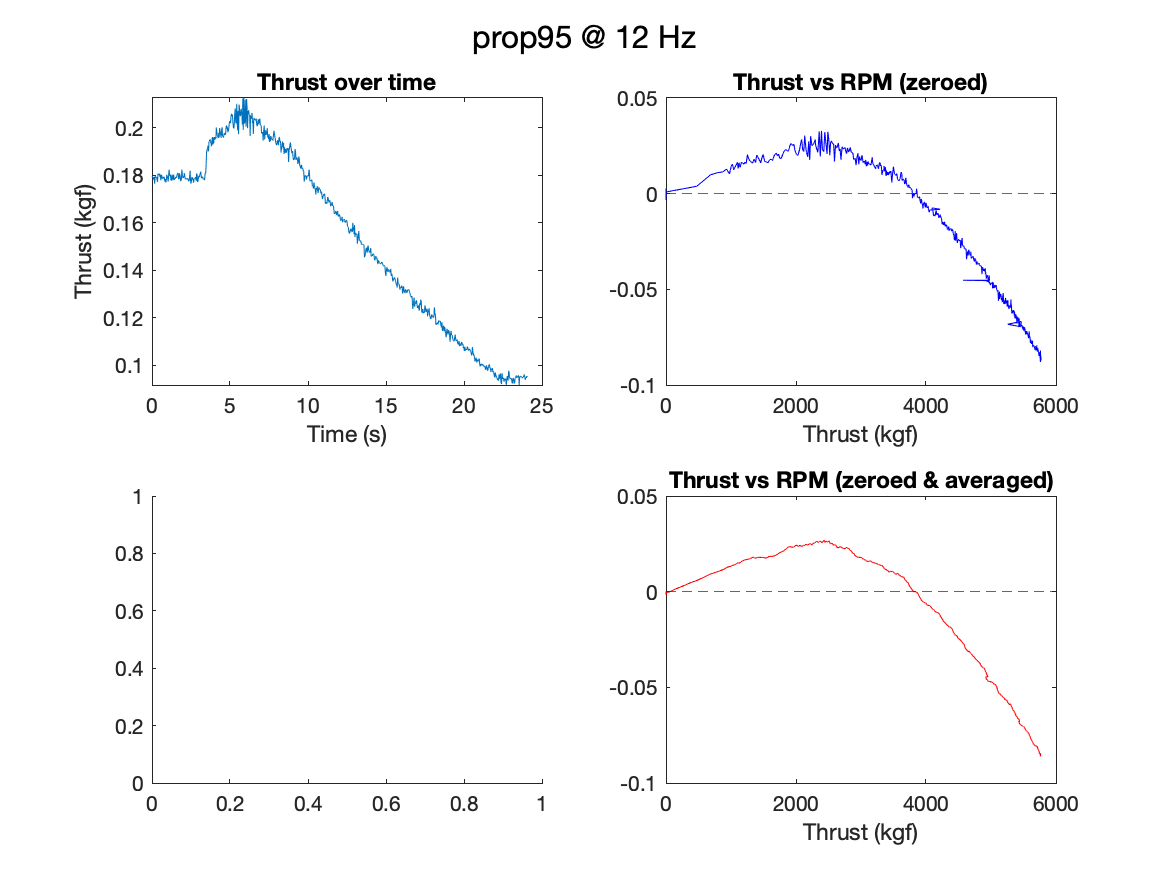 prop95 @ 12 Hz
Thrust over time
Thrust (kgf)
0.2
0.18
0.16
0.14
0.12
0.1
0 5 10 15 20 25
Time (s)
Thrust vs RPM (zeroed)
0.05
0
-0.05
-0.1
0 2000 4000 6000
Thrust (kgf)
1
0.8
0.6
0.4
0.2
0
0 0.2 0.4 0.6 0.8 1
Thrust vs RPM (zeroed & averaged)
0.05
0
-0.05
-0.1
0 2000 4000 6000
Thrust (kgf)